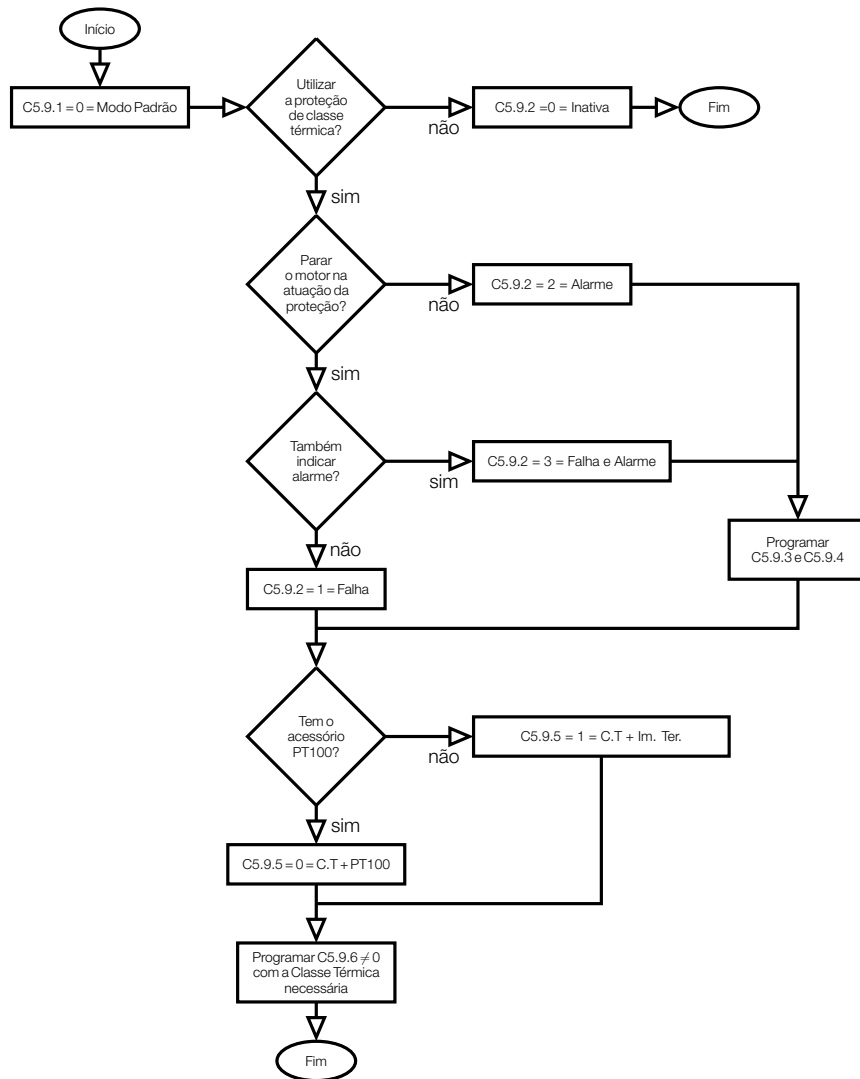 Início
C5.9.1 = 0 = Modo Padrão
Utilizar
a proteção
de classe
térmica?
não
C5.9.2 =0 = Inativa
Fim
sim
Parar
o motor na
atuação da
proteção?
não
C5.9.2 = 2 = Alarme
sim
Também
indicar
alarme?
sim
C5.9.2 = 3 = Falha e Alarme
não
Programar
C5.9.3 e C5.9.4
C5.9.2 = 1 = Falha
Tem o
acessório
PT100?
não
C5.9.5 = 1 = C.T + Im. Ter.
sim
C5.9.5 = 0 = C.T + PT100
Programar C5.9.6 ≠ 0
com a Classe Térmica
necessária
Fim